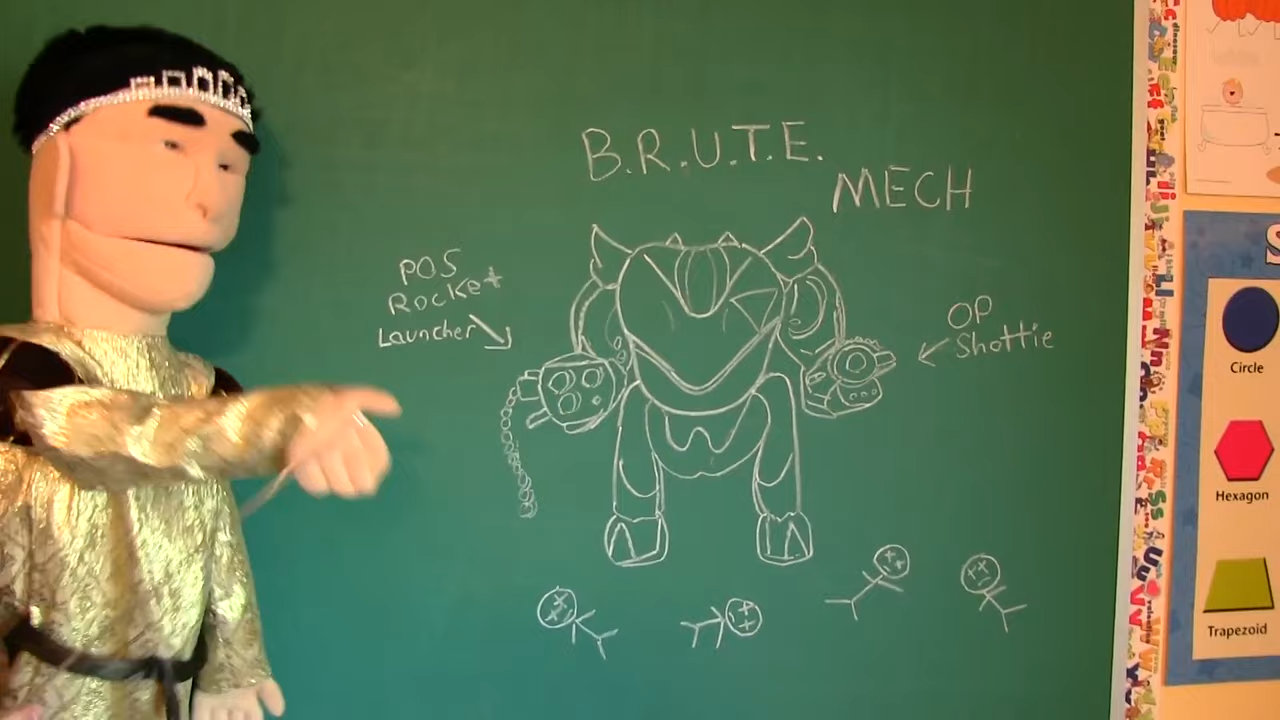 B.R.U.T.E.
MECH
POS
Rocket
Launcher
OP
Shottie
S
Circle
Hexagon
Trapezoid